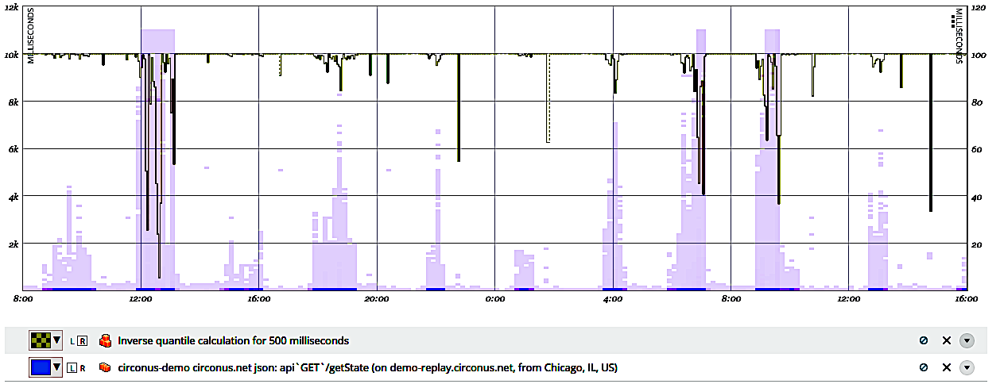 12k
10k
8k
6k
4k
2k
MILLISECONDS
120
100
80
60
40
20
MILLISECONDS
8:00 12:00 16:00 20:00 0:00 4:00 8:00 12:00 16:00
L R Inverse quantile calculation for 500 milliseconds
L R circonus-demo circonus.net json: api`GET`/getState (on demo-replay.circonus.net, from Chicago, IL, US)